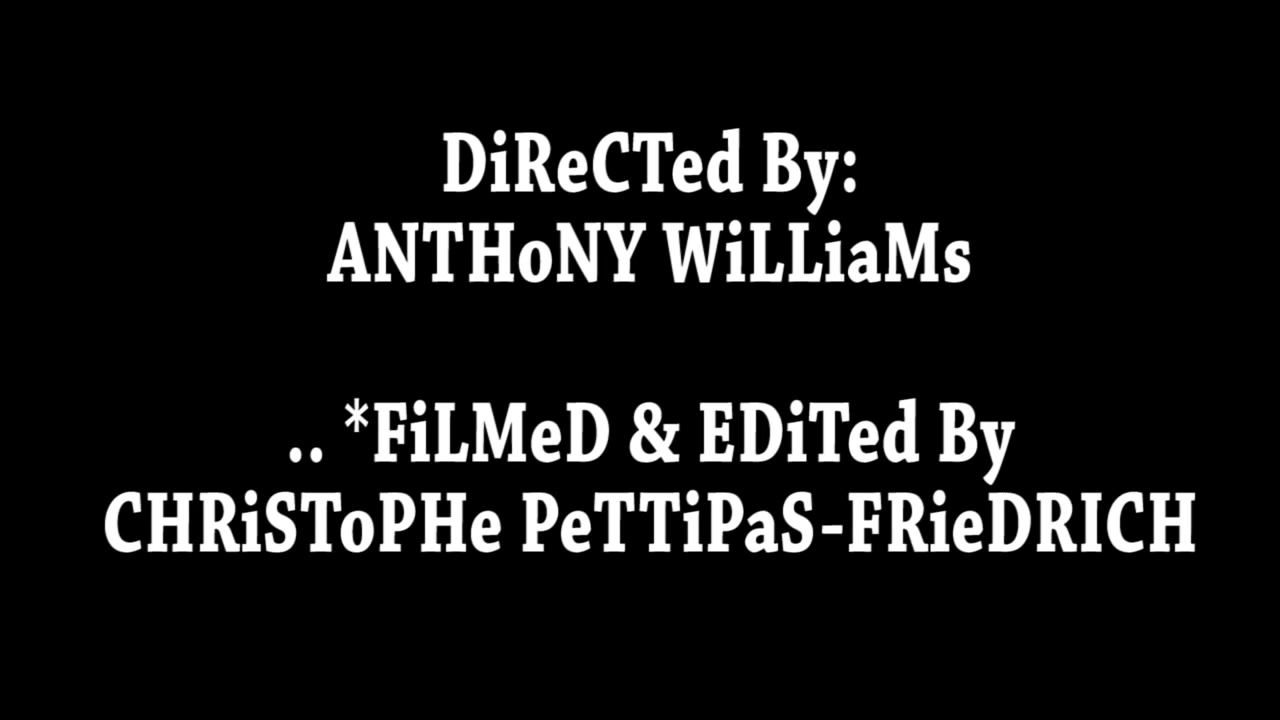 DiReCTed By:
ANTHoNY WiLLiaMs
.. *FiLMeD & EDiTed By
CHRiSToPHe PeTTiPaS-FRieDRICH